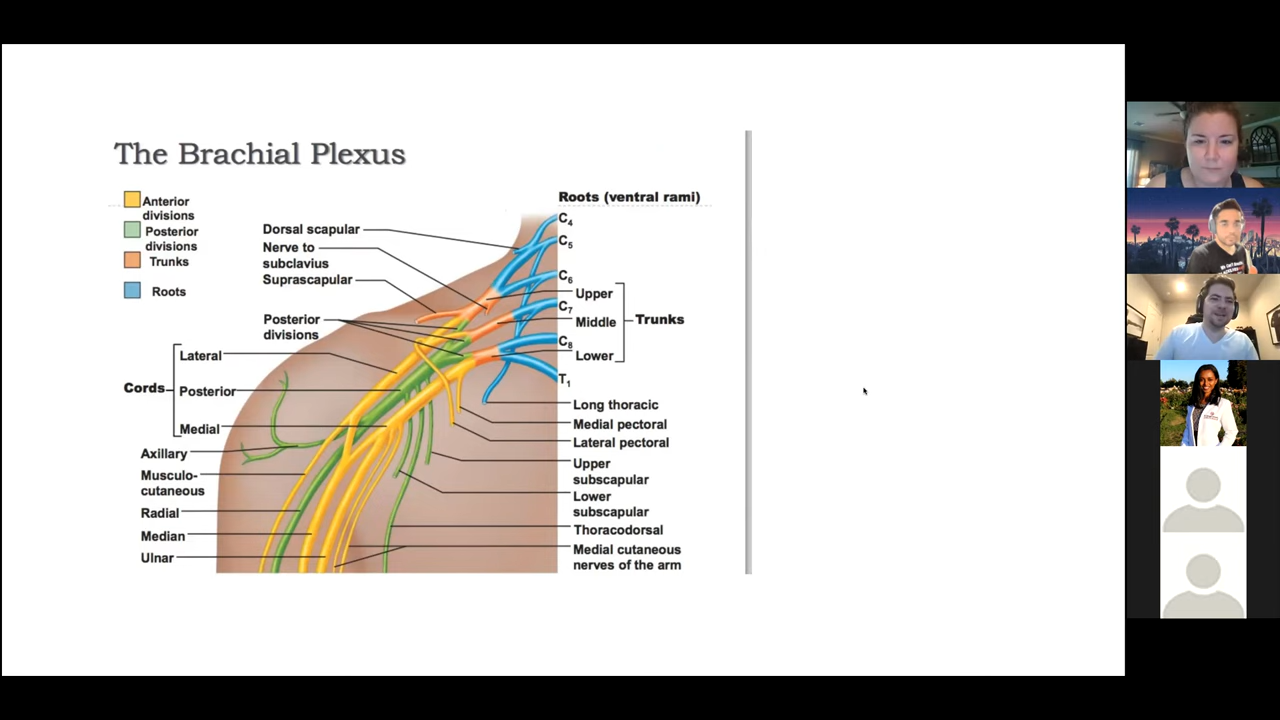 The Brachial Plexus
Anterior
divisions
Posterior
divisions
Trunks
Roots
Dorsal scapular
Nerve to
subclavius
Suprascapular
Posterior
divisions
Lateral
Cords
Posterior
Medial
Axillary
Musculo-
cutaneous
Radial
Median
Ulnar
Roots (ventral rami)
C4
C5
C6
Upper
C7
Middle
Trunks
C8
Lower
T1
Long thoracic
Medial pectoral
Lateral pectoral
Upper
subscapular
Lower
subscapular
Thoracodorsal
Medial cutaneous
nerves of the arm